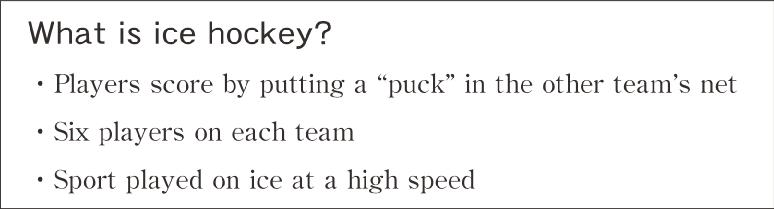 What is ice hockey?
・Players score by putting a “puck” in the other team’s net
・Six players on each team
・Sport played on ice at a high speed